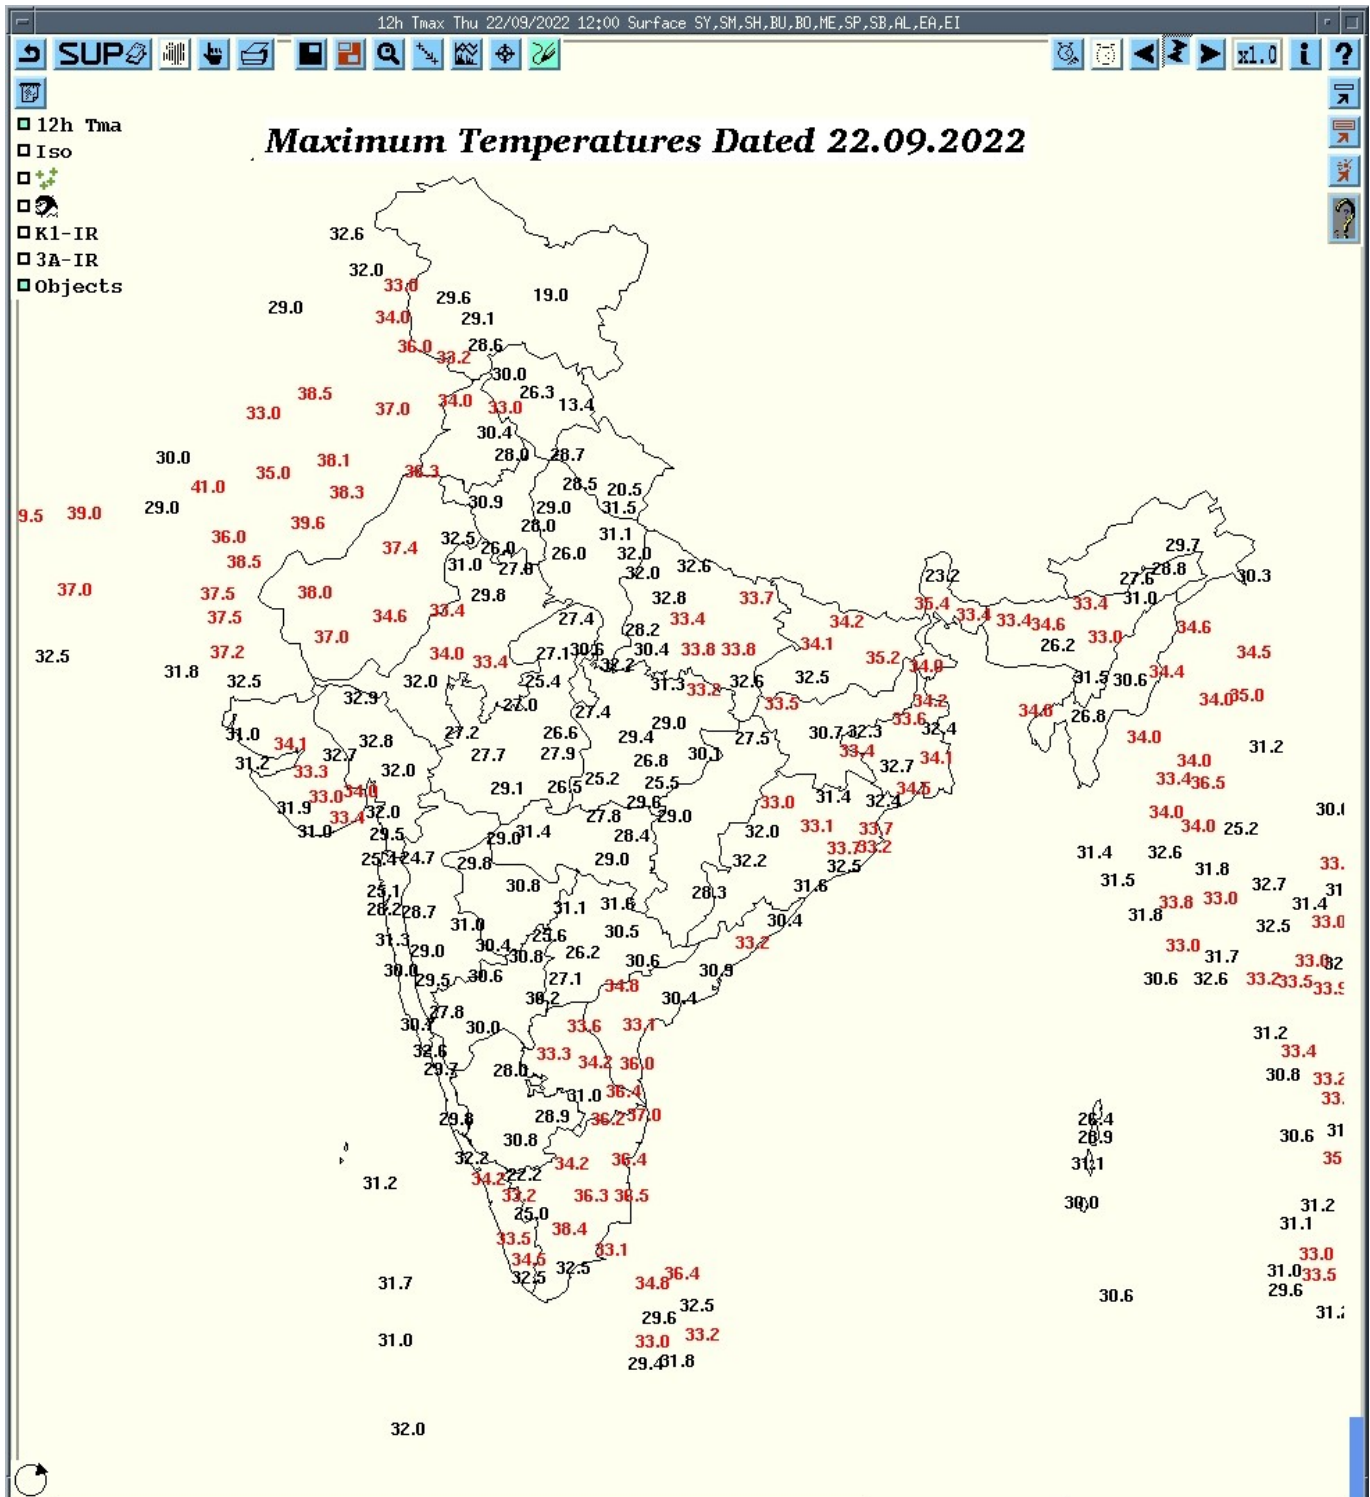 12h Tmax Thu 22/09/2022 12:00 Surface SY,SM,SH,BU,BO,ME,SP,SB,AL,EA,EI
SUP x1.0 i ?
12h Tma
Maximum Temperatures Dated 22.09.2022
Iso
K1-IR
32.6
3A-IR
32.0
Objects 33.0
29.0 34.0 29.6 29.1 19.0
36.0 33.2 28.6
30.0
38.5 26.3
33.0 37.0 34.0 33.0 13.4
30.4
30.0 38.1 28.0 28.7
41.0 35.0 38.3 28.5 20.5
9.5 39.0 29.0 30.9 29.0 31.5
39.6 28.0
36.0 37.4 32.5 26.0 26.0 31.1 32.0 29.7
38.5 31.0 32.0 32.6 23.2 27.6 28.8 30.3
37.0 37.5 38.0 29.8 32.8 33.7 35.4 33.4 31.0
37.5 34.6 33.4 27.4 33.4 34.2 33.4 33.4 34.6 34.6
37.0 28.2 34.1 26.2 33.0
32.5 37.2 34.0 33.4 27.1 30.6 30.4 33.8 33.8 35.2 34.5
31.8 32.5 32.0 25.4 32.2 31.3 33.2 32.6 32.5 31.5 30.6 34.4
32.9 27.0 27.4 33.5 34.2 26.8 34.0 35.0
31.0 34.1 32.8 27.2 26.6 29.4 29.0 27.5 30.7 32.3 33.6 32.4 34.0
31.2 33.3 32.7 32.0 27.7 27.9 26.8 30.1 33.4 32.7 34.1 34.0 31.2
33.0 34.0 29.1 26.5 25.2 25.5 34.5 33.4 36.5
31.9 33.4 32.0 27.8 29.6 29.0 33.0 31.4 32.4 34.0
31.0 29.5 29.0 31.4 28.4 32.0 33.1 33.7 34.0 25.2
24.7 29.8 29.0 32.2 33.2 32.5 31.4 32.6
25.1 30.8 28.3 31.6 31.5 31.8 32.7
28.2 28.7 31.1 31.6 30.4 31.8 33.8 33.0 31.4
31.3 29.0 31.0 30.4 30.8 26.2 30.5 33.2 33.0 32.5 33.0
30.0 29.5 30.6 27.1 30.6 30.9 31.7
30.2 34.8 30.4 30.6 32.6 33.2 33.5
30.7 27.8 30.0 33.6 33.1
32.6 33.3 34.2 36.0 31.2 33.4
29.7 28.0 30.8 33.2
31.0 36.4
29.8 28.9 36.2 37.0 26.4
30.8 28.9 30.6
32.2 34.2 36.4 31.1
31.2 34.2 22.2
33.2 36.3
25.0 30.0 31.2
33.5 38.4 31.1
33.1 33.0
32.5 32.5 36.4 31.0 33.5
31.7 34.8 29.6
32.5 30.6
29.6
31.0 33.0 33.2
29.4 31.8
32.0